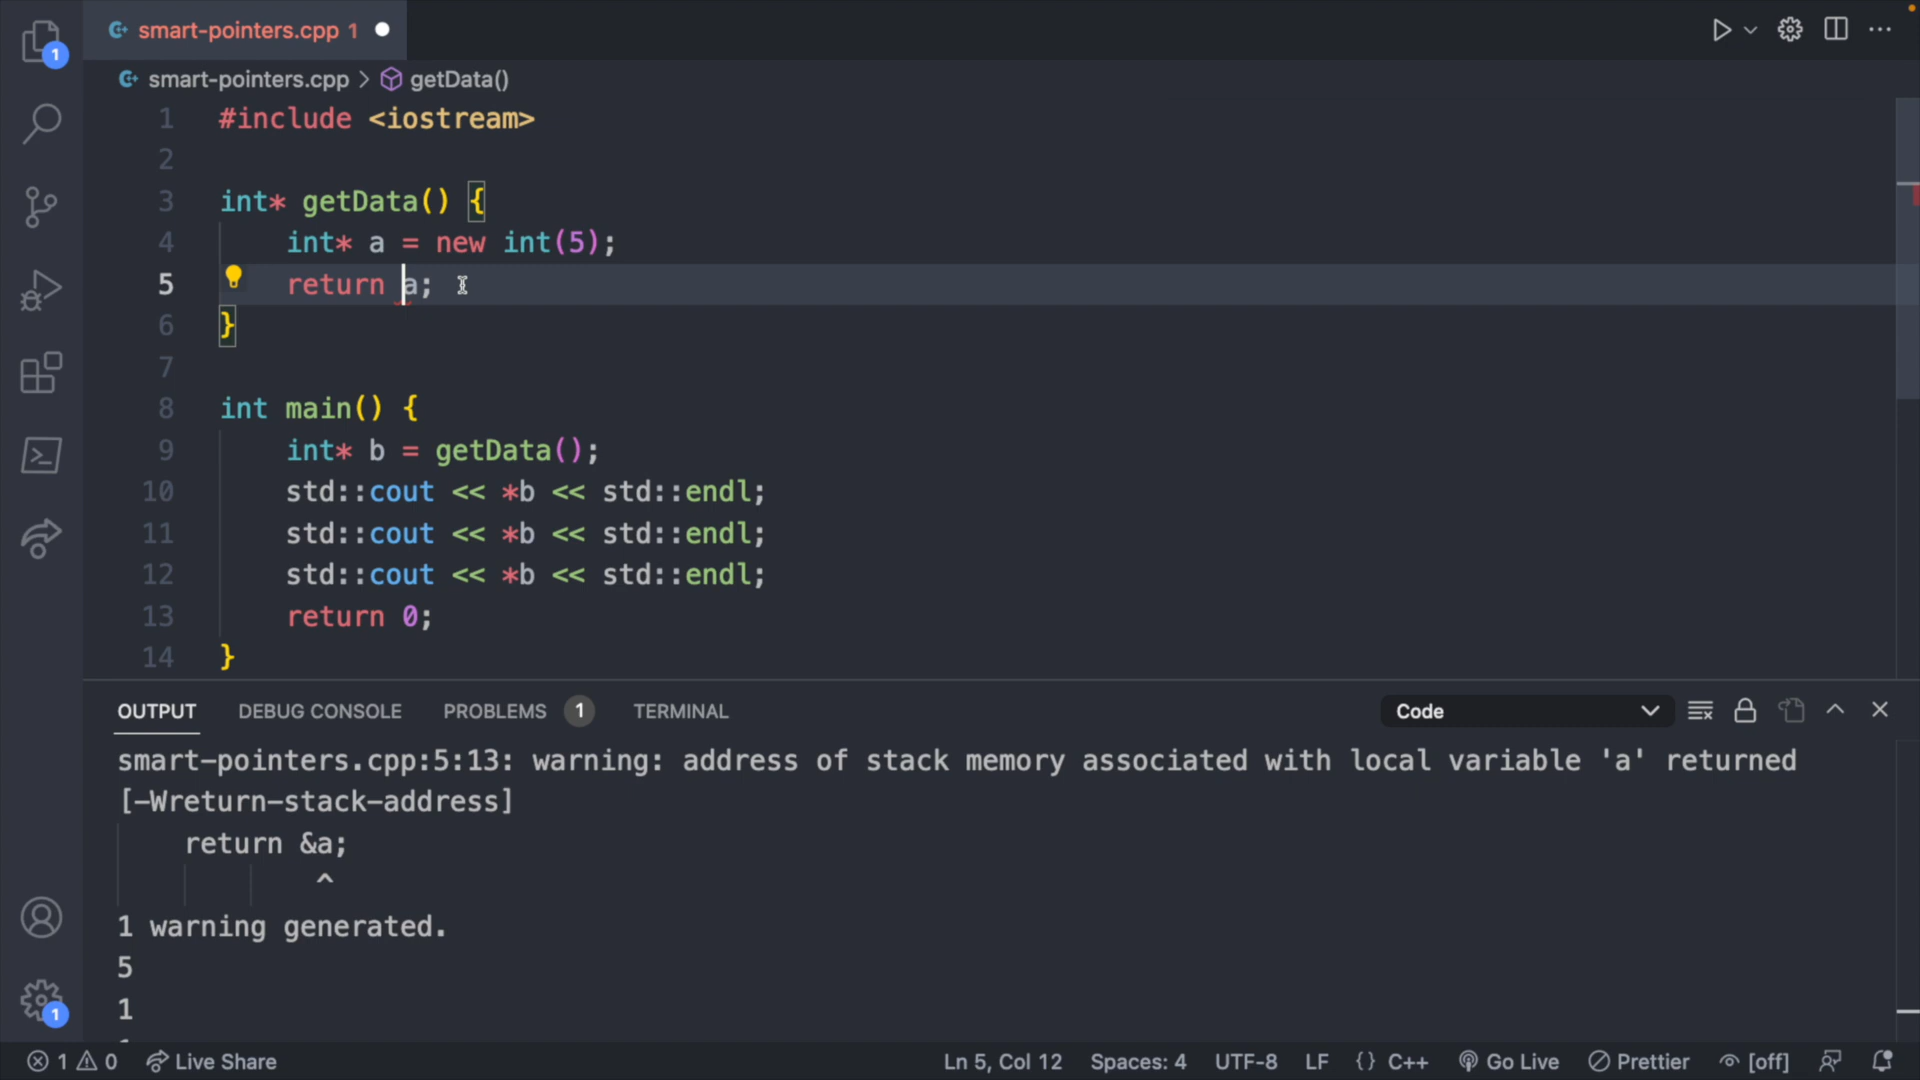 smart-pointers.cpp 1
smart-pointers.cpp > getData()
1 #include <iostream>
2
3 int* getData() {
4     int* a = new int(5);
5     return a;
6 }
7
8 int main() {
9     int* b = getData();
10     std::cout << *b << std::endl;
11     std::cout << *b << std::endl;
12     std::cout << *b << std::endl;
13     return 0;
14 }
1
OUTPUT DEBUG CONSOLE PROBLEMS 1 TERMINAL Code
smart-pointers.cpp:5:13: warning: address of stack memory associated with local variable 'a' returned
[-Wreturn-stack-address]
    return &a;
            ^
1 warning generated.
5
1
1
1 0 Live Share Ln 5, Col 12 Spaces: 4 UTF-8 LF {} C++ Go Live Prettier [off]